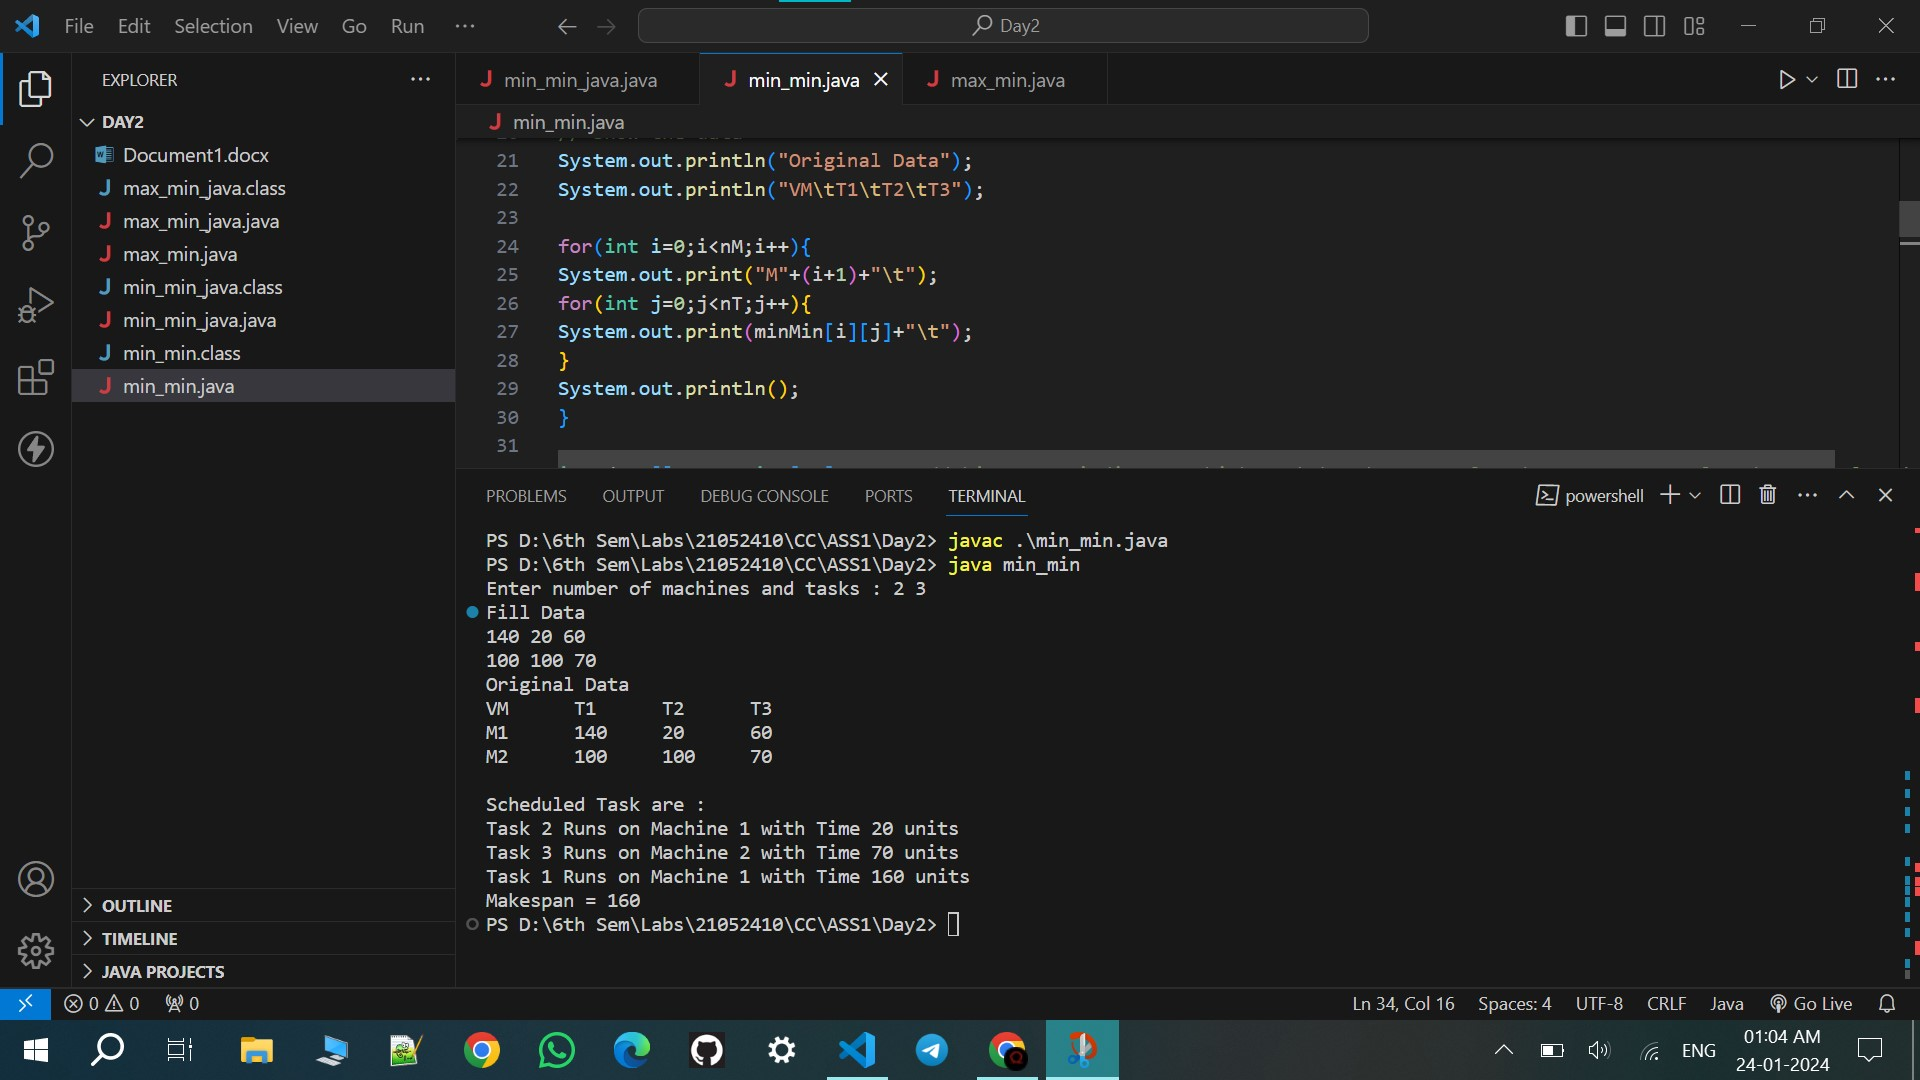 File Edit Selection View Go Run ···
Day2
EXPLORER ···
DAY2
Document1.docx
max_min_java.class
max_min_java.java
max_min.java
min_min_java.class
min_min_java.java
min_min.class
min_min.java
OUTLINE
TIMELINE
JAVA PROJECTS
min_min_java.java min_min.java max_min.java
min_min.java
21 System.out.println("Original Data");
22 System.out.println("VM\tT1\tT2\tT3");
23
24 for(int i=0;i<nM;i++){
25 System.out.print("M"+(i+1)+"\t");
26 for(int j=0;j<nT;j++){
27 System.out.print(minMin[i][j]+"\t");
28 }
29 System.out.println();
30 }
31
PROBLEMS OUTPUT DEBUG CONSOLE PORTS TERMINAL powershell
PS D:\6th Sem\Labs\21052410\CC\ASS1\Day2> javac .\min_min.java
PS D:\6th Sem\Labs\21052410\CC\ASS1\Day2> java min_min
Enter number of machines and tasks : 2 3
Fill Data
140 20 60
100 100 70
Original Data
VM T1 T2 T3
M1 140 20 60
M2 100 100 70
Scheduled Task are :
Task 2 Runs on Machine 1 with Time 20 units
Task 3 Runs on Machine 2 with Time 70 units
Task 1 Runs on Machine 1 with Time 160 units
Makespan = 160
PS D:\6th Sem\Labs\21052410\CC\ASS1\Day2>
0 0 0 Ln 34, Col 16 Spaces: 4 UTF-8 CRLF Java Go Live
ENG 01:04 AM
24-01-2024